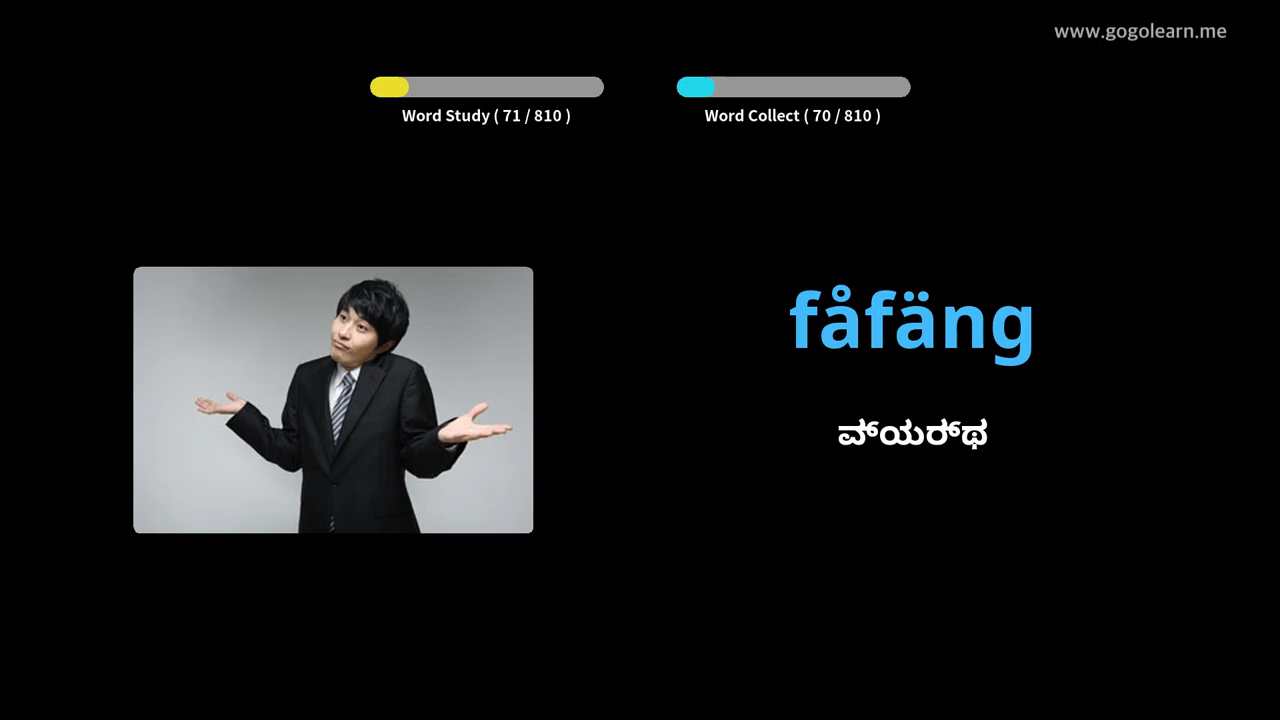 www.gogolearn.me
Word Study ( 71 / 810 )
Word Collect ( 70 / 810 )
fåfäng
ವ್ಯರ್ಥ